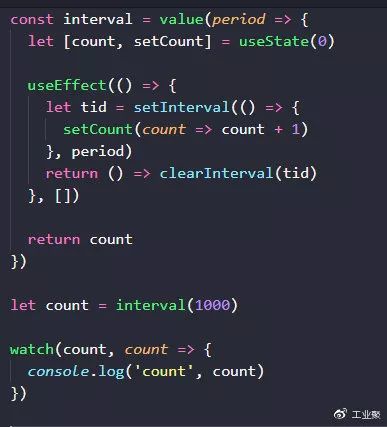 const interval = value(period => {
  let [count, setCount] = useState(0)

  useEffect(() => {
    let tid = setInterval(() => {
      setCount(count => count + 1)
    }, period)
    return () => clearInterval(tid)
  }, [])

  return count
})

let count = interval(1000)

watch(count, count => {
  console.log('count', count)
})
工业聚